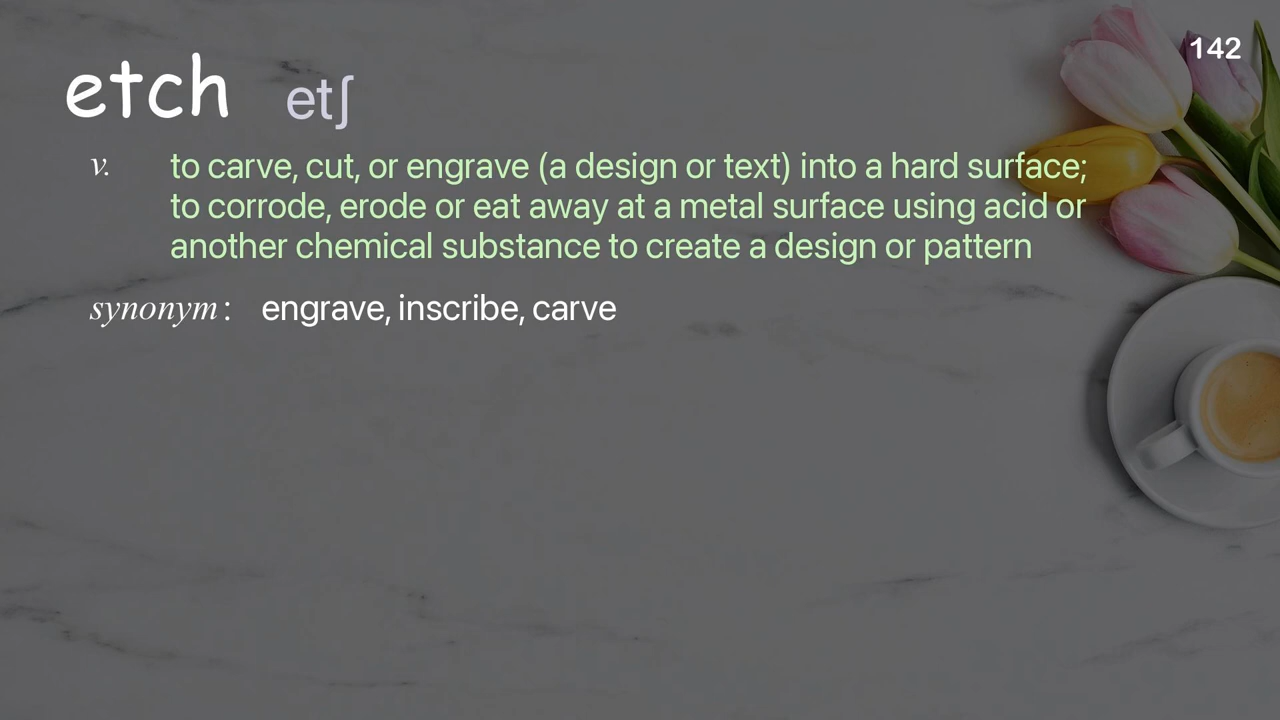 142
etch etʃ
v. to carve, cut, or engrave (a design or text) into a hard surface;
to corrode, erode or eat away at a metal surface using acid or
another chemical substance to create a design or pattern
synonym: engrave, inscribe, carve